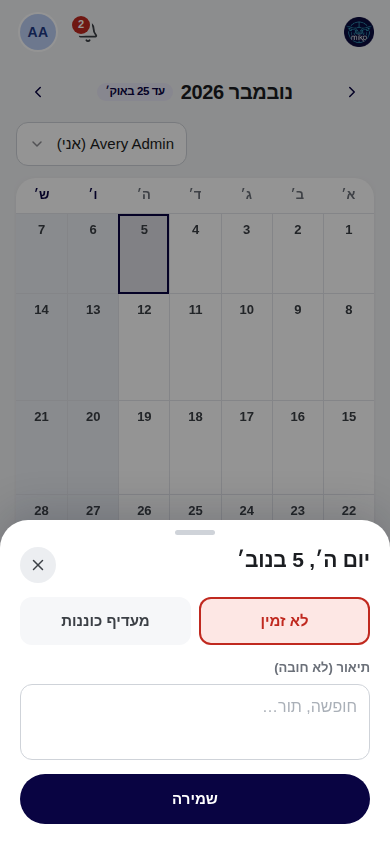 miko
2
AA
נובמבר 2026
עד 25 באוק׳
Avery Admin (אני)
א׳ ב׳ ג׳ ד׳ ה׳ ו׳ ש׳
1 2 3 4 5 6 7
8 9 10 11 12 13 14
15 16 17 18 19 20 21
22 23 24 25 26 27 28
יום ה׳, 5 בנוב׳
לא זמין
מעדיף כוננות
תיאור (לא חובה)
חופשה, תור…
שמירה